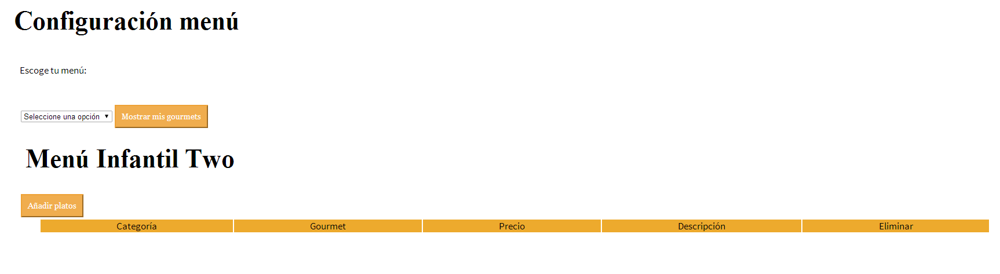 Configuración menú
Escoge tu menú:
Seleccione una opción Mostrar mis gourmets
Menú Infantil Two
Añadir platos
Categoría Gourmet Precio Descripción Eliminar